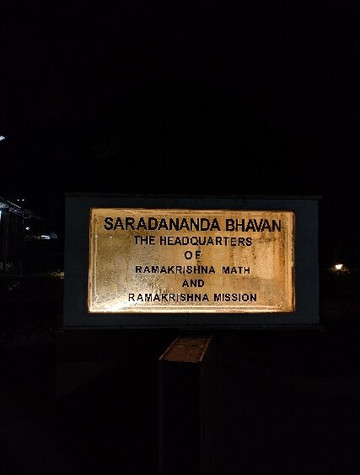 SARADANANDA BHAVAN
THE HEADQUARTERS
OF
RAMAKRISHNA MATH
AND
RAMAKRISHNA MISSION